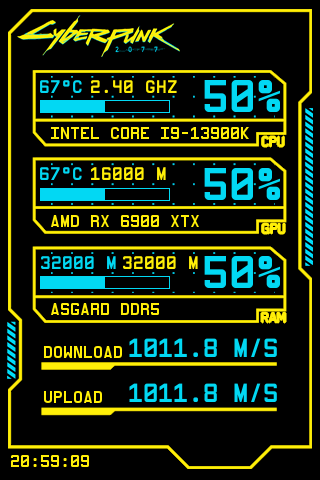 Cyberpunk
2077
67°C 2.40 GHZ 50%
INTEL CORE I9-13900K
CPU
67°C 16000 M 50%
AMD RX 6900 XTX
GPU
32000 M 32000 M 50%
ASGARD DDR5
RAM
DOWNLOAD 1011.8 M/S
UPLOAD 1011.8 M/S
20:59:09